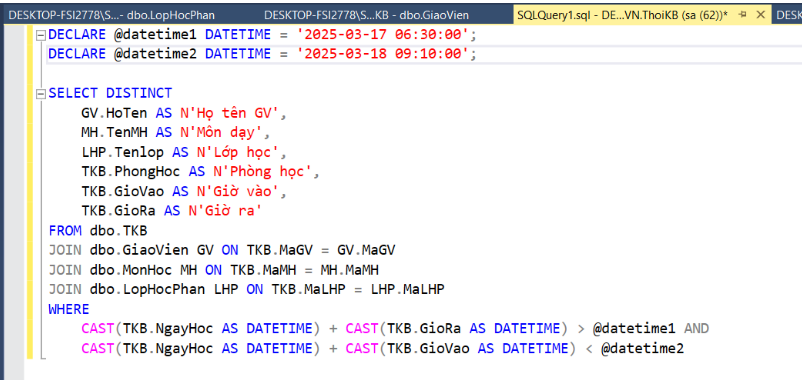 DESKTOP-FSI2778\S...- dbo.LopHocPhan DESKTOP-FSI2778\S...KB - dbo.GiaoVien SQLQuery1.sql - DE...VN.ThoiKB (sa (62))* DESK
DECLARE @datetime1 DATETIME = '2025-03-17 06:30:00';
DECLARE @datetime2 DATETIME = '2025-03-18 09:10:00';
SELECT DISTINCT
GV.HoTen AS N'Họ tên GV',
MH.TenMH AS N'Môn dạy',
LHP.Tenlop AS N'Lớp học',
TKB.PhongHoc AS N'Phòng học',
TKB.GioVao AS N'Giờ vào',
TKB.GioRa AS N'Giờ ra'
FROM dbo.TKB
JOIN dbo.GiaoVien GV ON TKB.MaGV = GV.MaGV
JOIN dbo.MonHoc MH ON TKB.MaMH = MH.MaMH
JOIN dbo.LopHocPhan LHP ON TKB.MaLHP = LHP.MaLHP
WHERE
CAST(TKB.NgayHoc AS DATETIME) + CAST(TKB.GioRa AS DATETIME) > @datetime1 AND
CAST(TKB.NgayHoc AS DATETIME) + CAST(TKB.GioVao AS DATETIME) < @datetime2